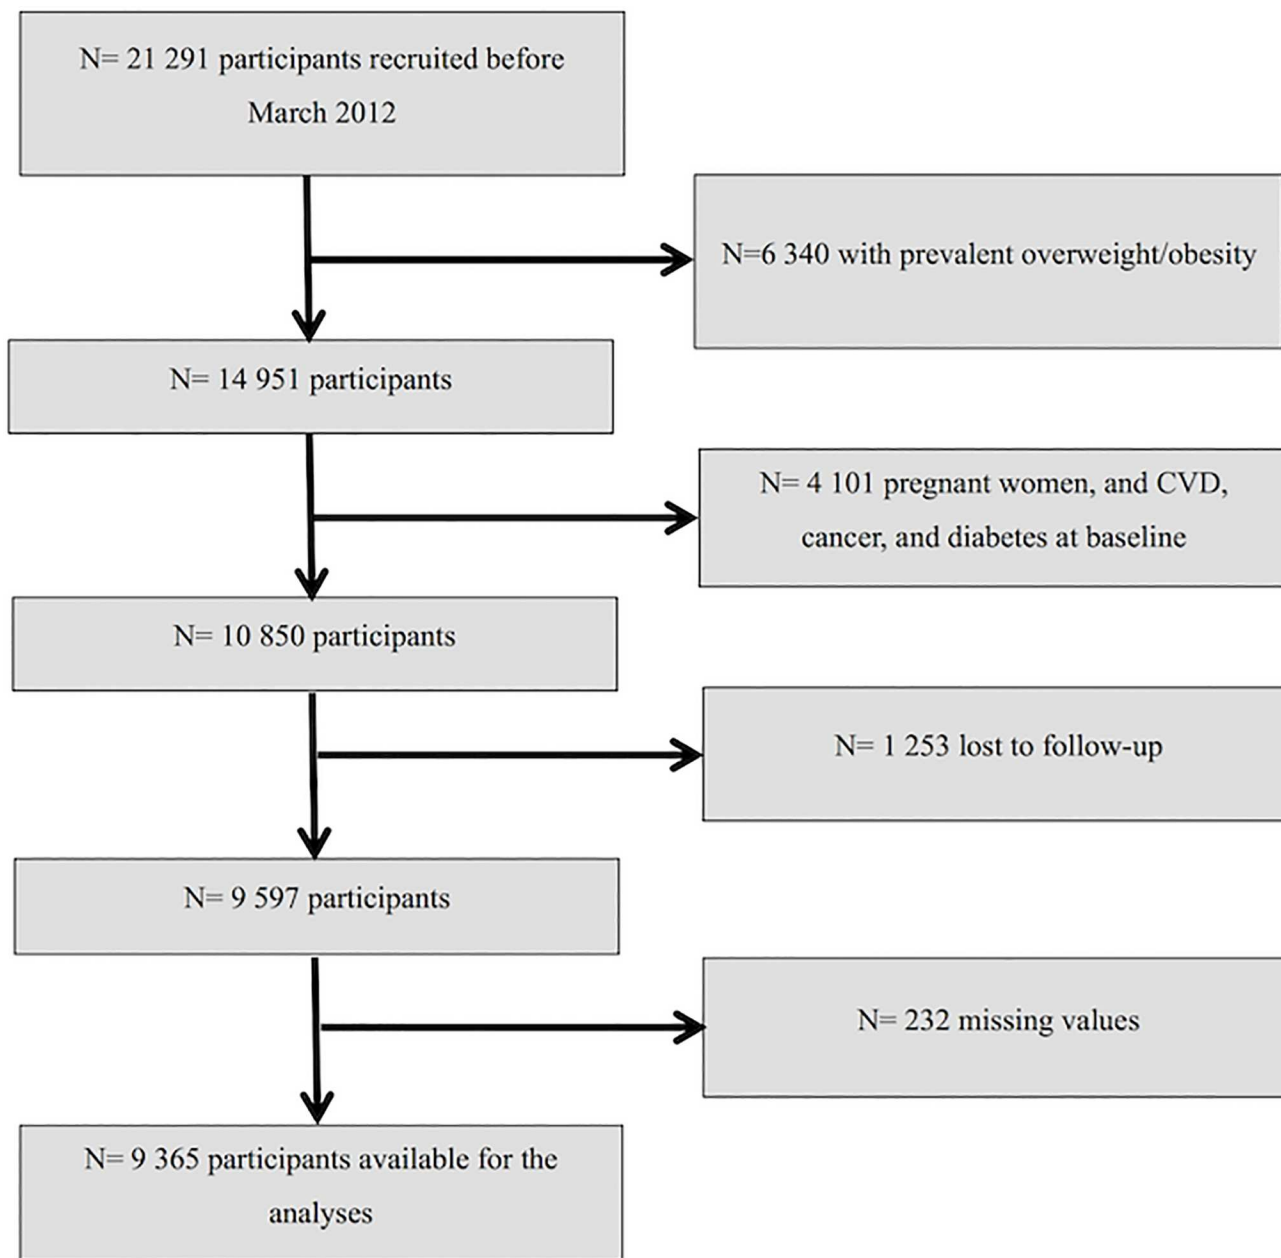 N= 21 291 participants recruited before
March 2012
N=6 340 with prevalent overweight/obesity
N= 14 951 participants
N= 4 101 pregnant women, and CVD,
cancer, and diabetes at baseline
N= 10 850 participants
N= 1 253 lost to follow-up
N= 9 597 participants
N= 232 missing values
N= 9 365 participants available for the
analyses